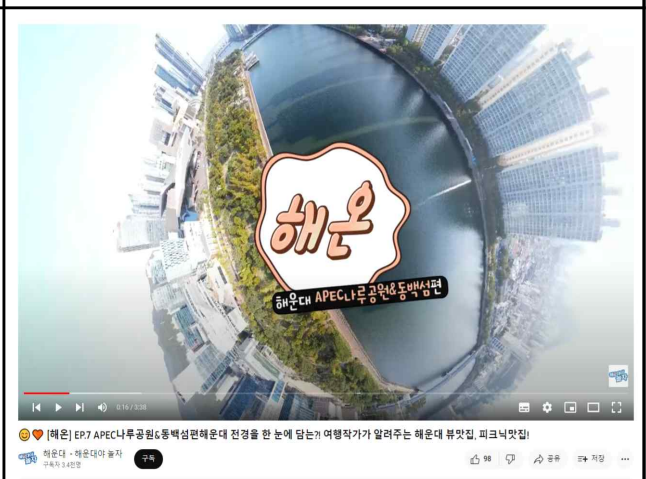 해온
해운대 APEC나루공원&동백섬편
0:16 / 3:38
😊🧡 [해온] EP.7 APEC나루공원&동백섬편해운대 전경을 한 눈에 담는?! 여행작가가 알려주는 해운대 뷰맛집, 피크닉맛집!
해운대 - 해운대야 놀자
구독자 3.4천명
구독
98
공유
저장